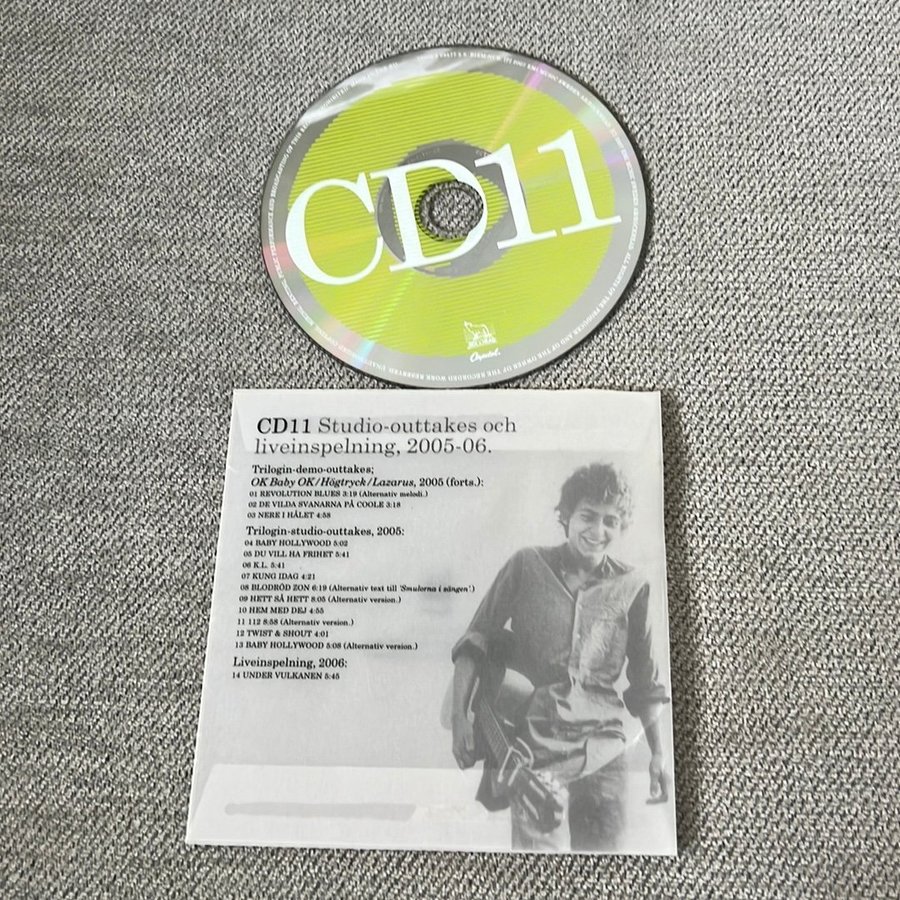 CD11
Capitol
CD11 Studio-outtakes och
liveinspelning, 2005-06.
Trilogin-demo-outtakes;
OK Baby OK/Högtryck/Lazarus, 2005 (forts.):
01 REVOLUTION BLUES 3:19 (Alternativ melodi.)
02 DE VILDA SVANARNA PÅ COOLE 3:18
03 NERE I HÅLET 4:58
Trilogin-studio-outtakes, 2005:
04 BABY HOLLYWOOD 5:02
05 DU VILL HA FRIHET 5:41
06 K.L. 5:41
07 KUNG IDAG 4:21
08 BLODRÖD ZON 6:19 (Alternativ text till 'Smulorna i sängen'.)
09 HETT SÅ HETT 8:05 (Alternativ version.)
10 HEM MED DEJ 4:55
11 112 8:58 (Alternativ version.)
12 TWIST & SHOUT 4:01
13 BABY HOLLYWOOD 5:08 (Alternativ version.)
Liveinspelning, 2006:
14 UNDER VULKANEN 5:45